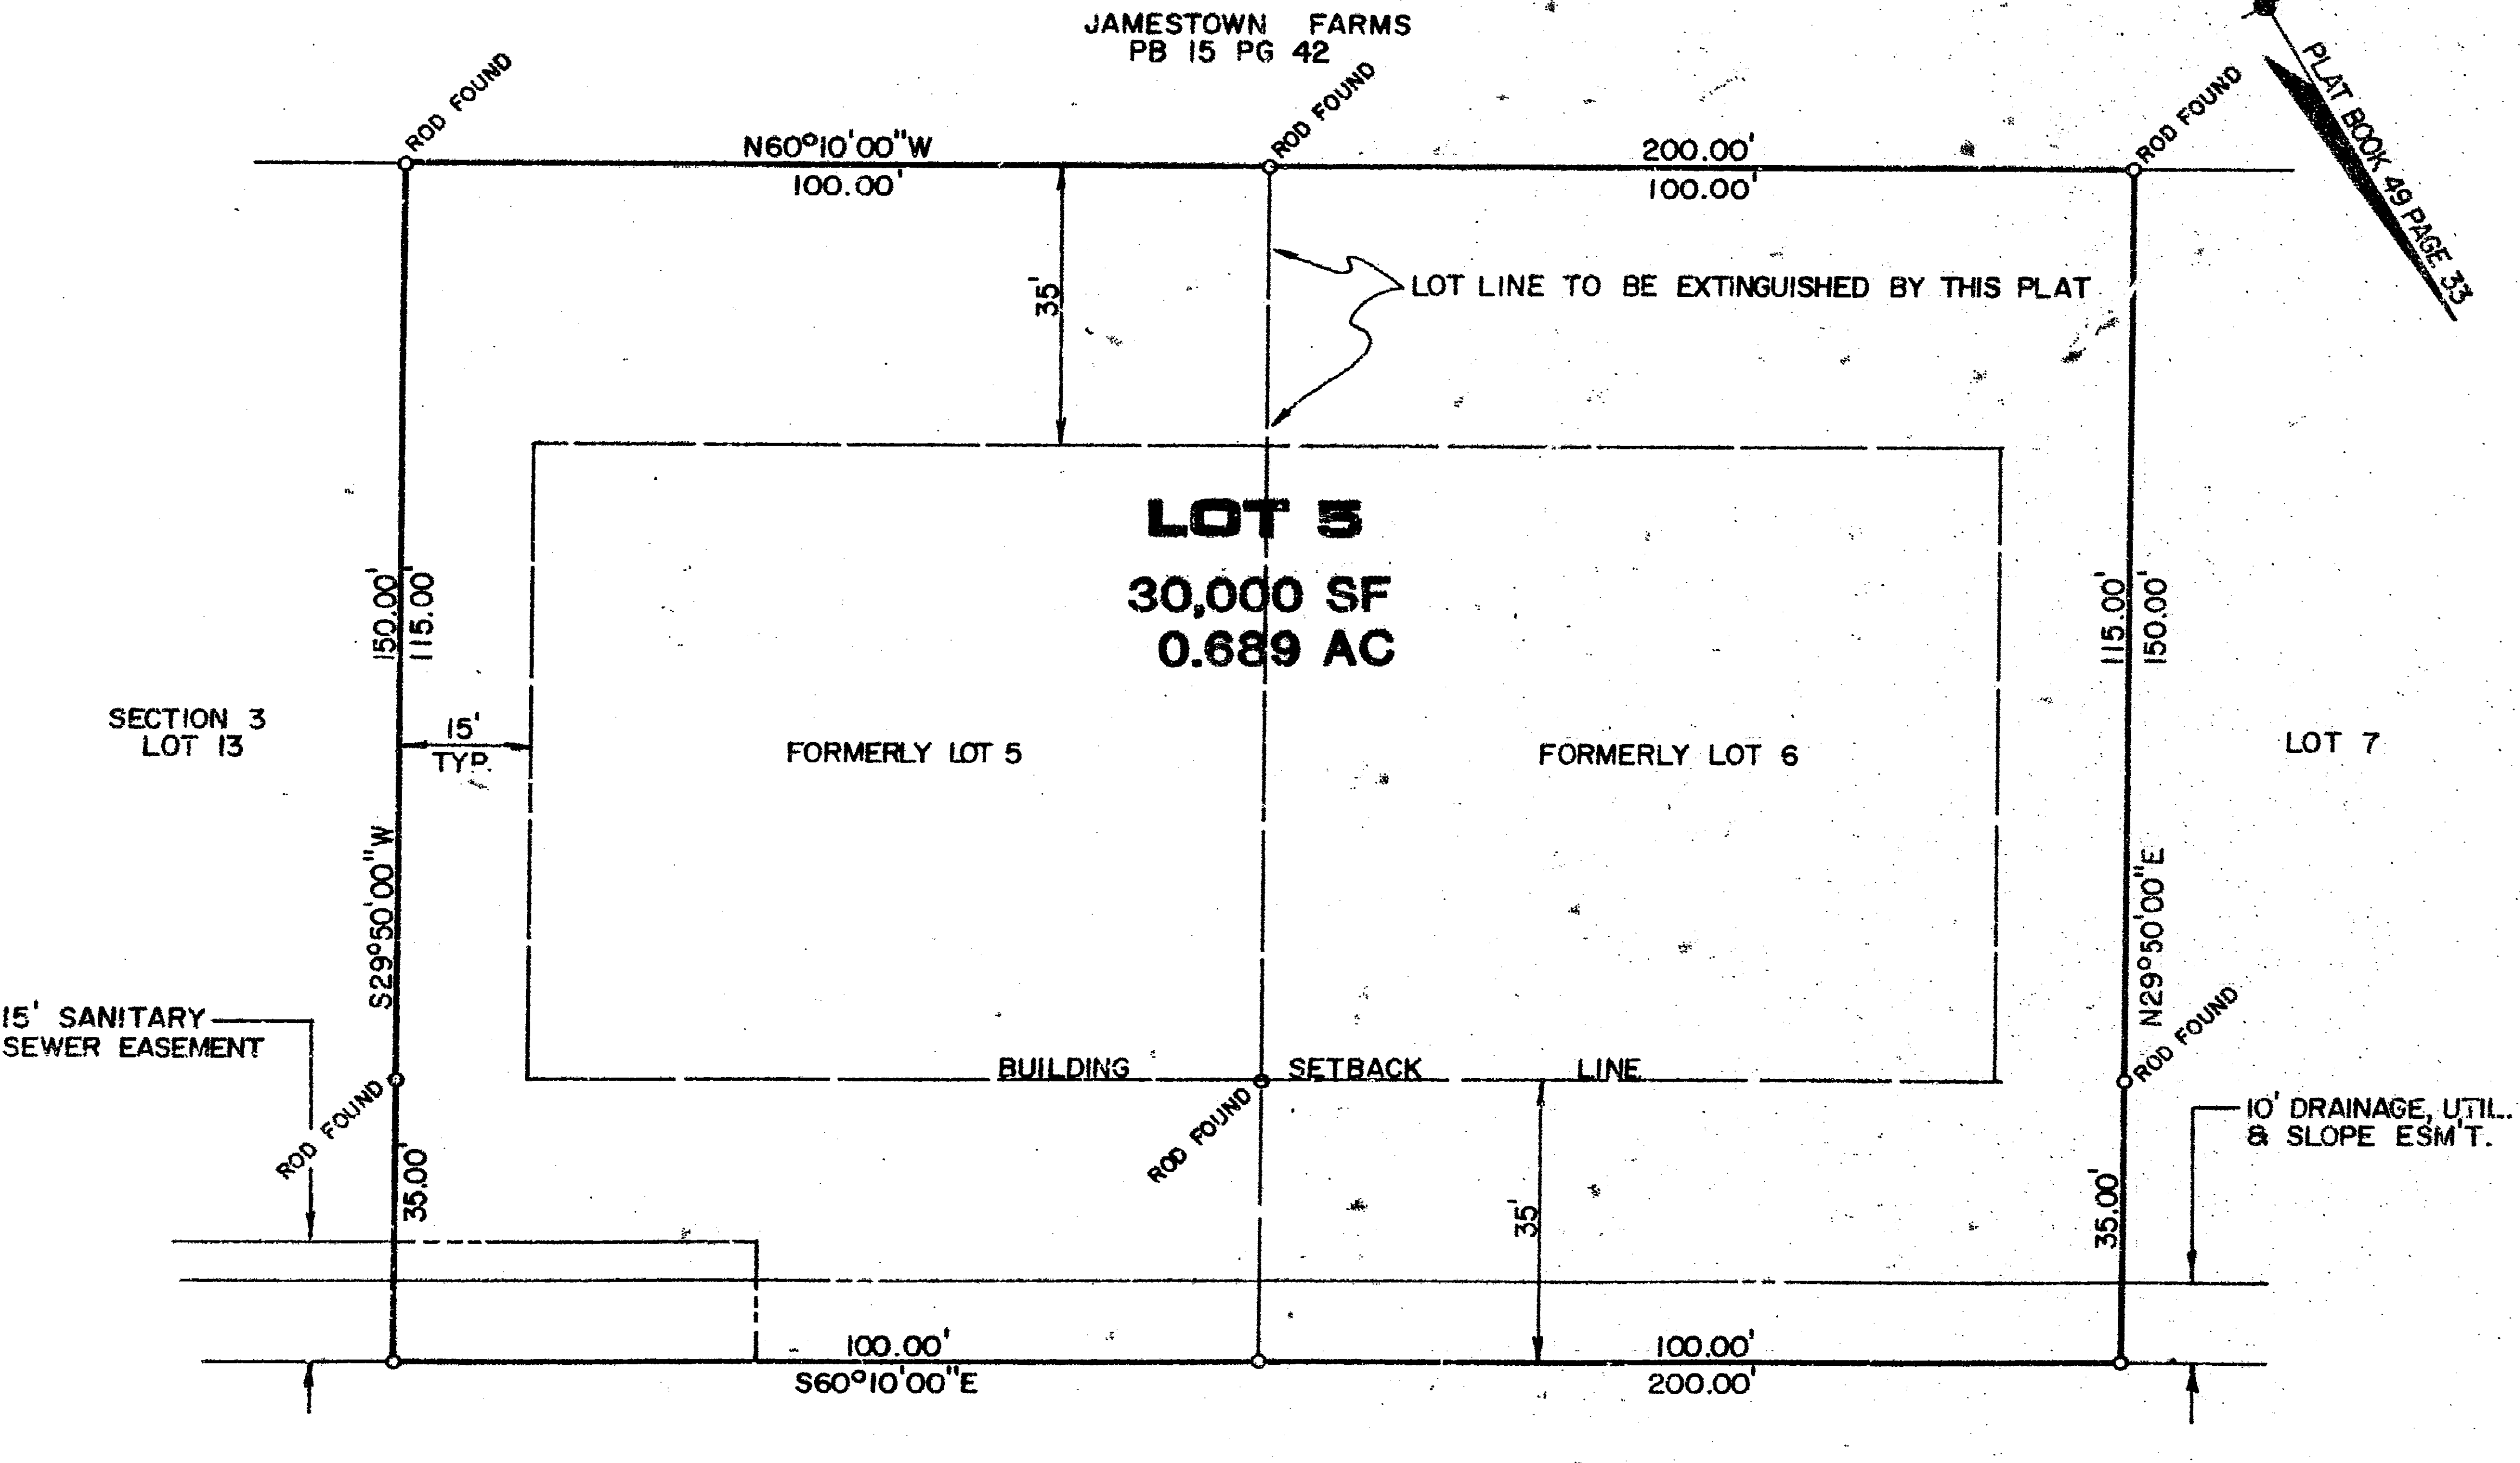 JAMESTOWN FARMS
PB 15 PG 42
ROD FOUND
ROD FOUND
ROD FOUND
PLAT BOOK 49 PAGE 33
N60°10'00"W
200.00'
100.00'
100.00'
35'
LOT LINE TO BE EXTINGUISHED BY THIS PLAT
LOT 5
30,000 SF
0.689 AC
150.00'
115.00'
115.00'
150.00'
SECTION 3
LOT 13
15'
TYP.
FORMERLY LOT 5
FORMERLY LOT 6
LOT 7
S29°50'00"W
N29°50'00"E
15' SANITARY
SEWER EASEMENT
BUILDING SETBACK LINE
ROD FOUND
ROD FOUND
ROD FOUND
10' DRAINAGE, UTIL.
& SLOPE ESM'T.
35.00'
35'
35.00'
100.00'
100.00'
S60°10'00"E
200.00'